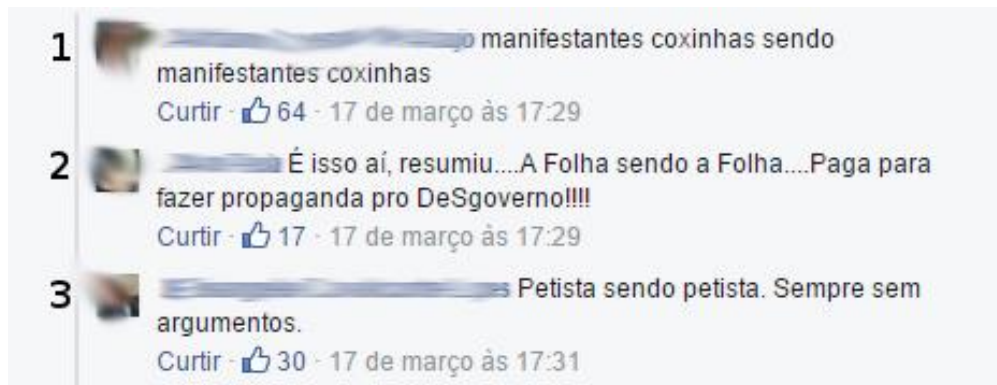 1 manifestantes coxinhas sendo
manifestantes coxinhas
Curtir · 64 · 17 de março às 17:29
2 É isso aí, resumiu....A Folha sendo a Folha....Paga para
fazer propaganda pro DeSgoverno!!!!
Curtir · 17 · 17 de março às 17:29
3 Petista sendo petista. Sempre sem
argumentos.
Curtir · 30 · 17 de março às 17:31